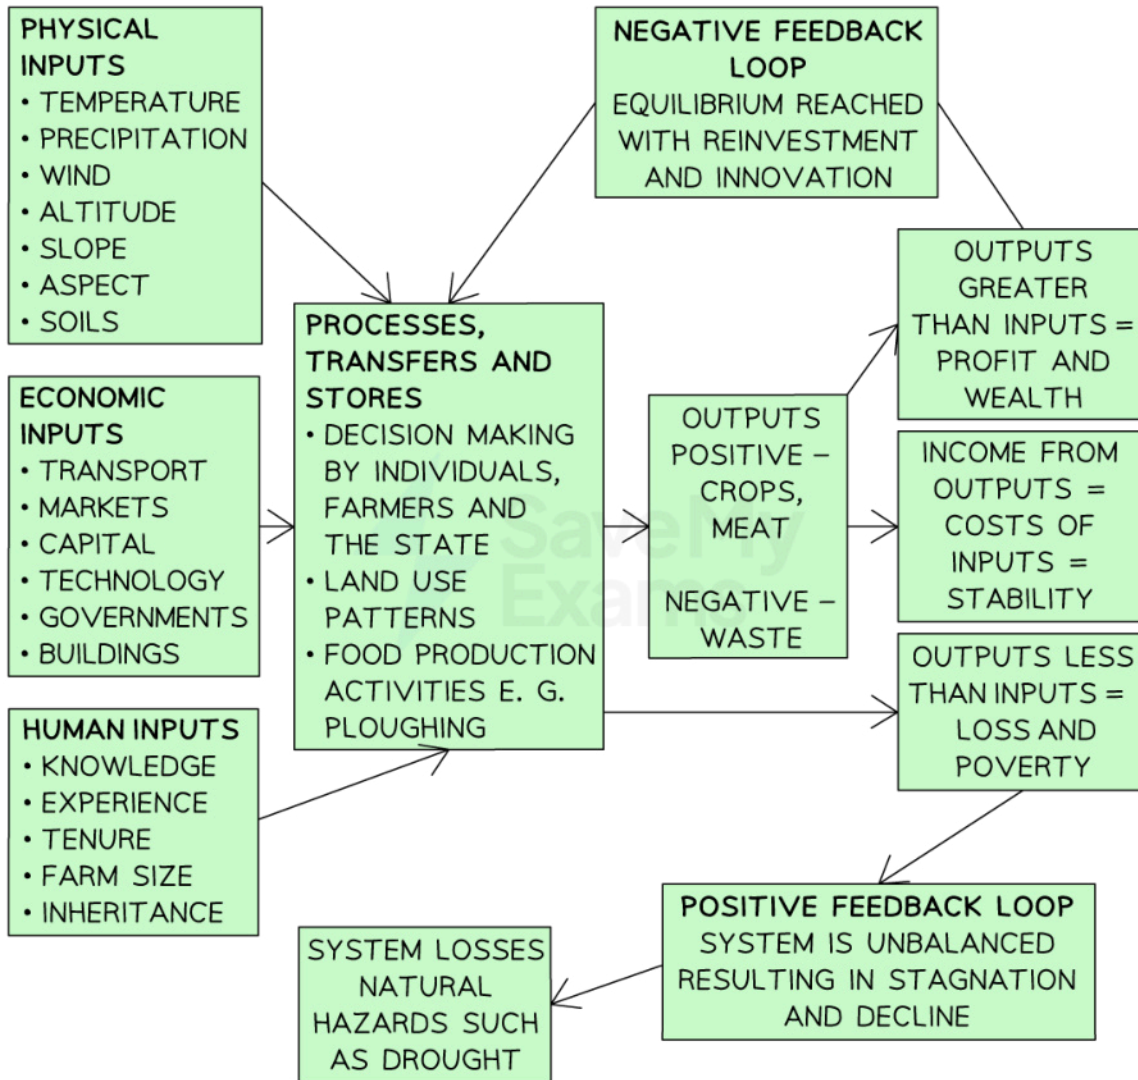 PHYSICAL
INPUTS
• TEMPERATURE
• PRECIPITATION
• WIND
• ALTITUDE
• SLOPE
• ASPECT
• SOILS
ECONOMIC
INPUTS
• TRANSPORT
• MARKETS
• CAPITAL
• TECHNOLOGY
• GOVERNMENTS
• BUILDINGS
HUMAN INPUTS
• KNOWLEDGE
• EXPERIENCE
• TENURE
• FARM SIZE
• INHERITANCE
PROCESSES,
TRANSFERS AND
STORES
• DECISION MAKING
BY INDIVIDUALS,
FARMERS AND
THE STATE
• LAND USE
PATTERNS
• FOOD PRODUCTION
ACTIVITIES E. G.
PLOUGHING
NEGATIVE FEEDBACK
LOOP
EQUILIBRIUM REACHED
WITH REINVESTMENT
AND INNOVATION
OUTPUTS
POSITIVE –
CROPS,
MEAT
NEGATIVE –
WASTE
OUTPUTS
GREATER
THAN INPUTS =
PROFIT AND
WEALTH
INCOME FROM
OUTPUTS =
COSTS OF
INPUTS =
STABILITY
OUTPUTS LESS
THAN INPUTS =
LOSS AND
POVERTY
POSITIVE FEEDBACK LOOP
SYSTEM IS UNBALANCED
RESULTING IN STAGNATION
AND DECLINE
SYSTEM LOSSES
NATURAL
HAZARDS SUCH
AS DROUGHT
Save My
Exams